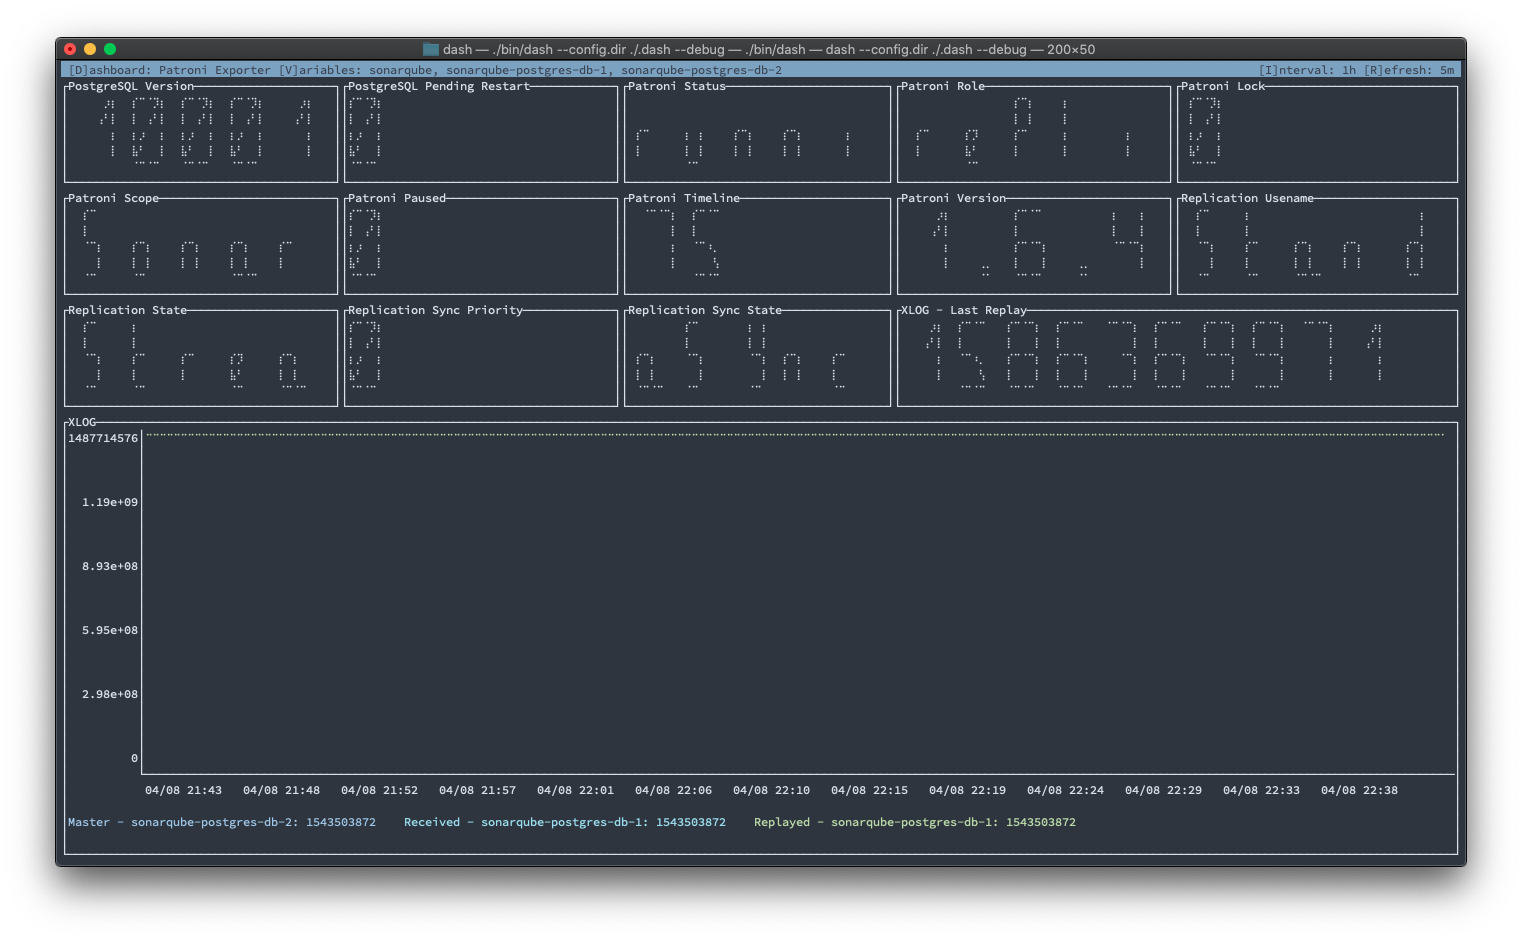 dash — ./bin/dash --config.dir ./.dash --debug — ./bin/dash — dash --config.dir ./.dash --debug — 200×50
[D]ashboard: Patroni Exporter [V]ariables: sonarqube, sonarqube-postgres-db-1, sonarqube-postgres-db-2 [I]nterval: 1h [R]efresh: 5m
PostgreSQL Version PostgreSQL Pending Restart Patroni Status Patroni Role Patroni Lock
10001 0 runni repli 0
Patroni Scope Patroni Paused Patroni Timeline Patroni Version Replication Usename
sonar 0 75 1.6.4 stand
Replication State Replication Sync Priority Replication Sync State XLOG - Last Replay
strea 0 async 1586369571
XLOG
1487714576
1.19e+09
8.93e+08
5.95e+08
2.98e+08
0
04/08 21:43 04/08 21:48 04/08 21:52 04/08 21:57 04/08 22:01 04/08 22:06 04/08 22:10 04/08 22:15 04/08 22:19 04/08 22:24 04/08 22:29 04/08 22:33 04/08 22:38
Master - sonarqube-postgres-db-2: 1543503872 Received - sonarqube-postgres-db-1: 1543503872 Replayed - sonarqube-postgres-db-1: 1543503872